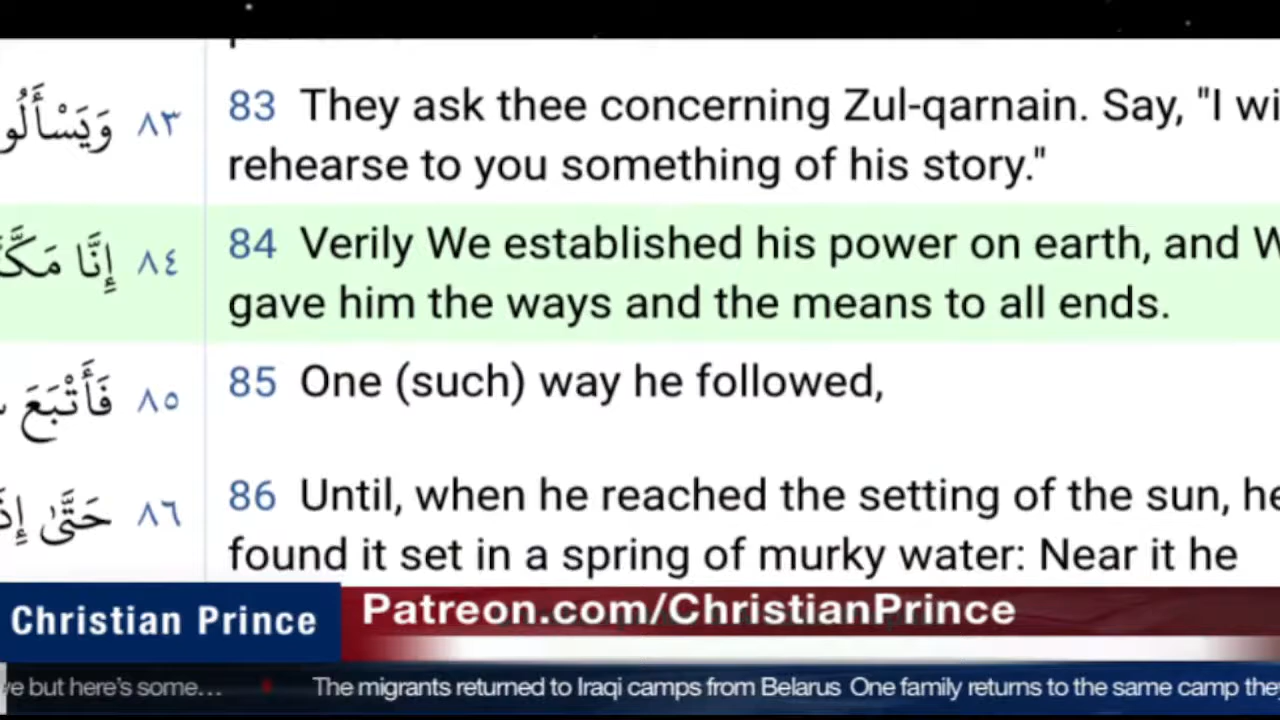 83 They ask thee concerning Zul-qarnain. Say, "I wi
rehearse to you something of his story."
٨٣ وَيَسْأَلُو
84 Verily We established his power on earth, and W
gave him the ways and the means to all ends.
٨٤ إِنَّا مَكَّ
85 One (such) way he followed,
٨٥ فَأَتْبَعَ
86 Until, when he reached the setting of the sun, he
found it set in a spring of murky water: Near it he
٨٦ حَتَّىٰ إِذَ
Christian Prince
Patreon.com/ChristianPrince
ve but here's some... The migrants returned to Iraqi camps from Belarus One family returns to the same camp the